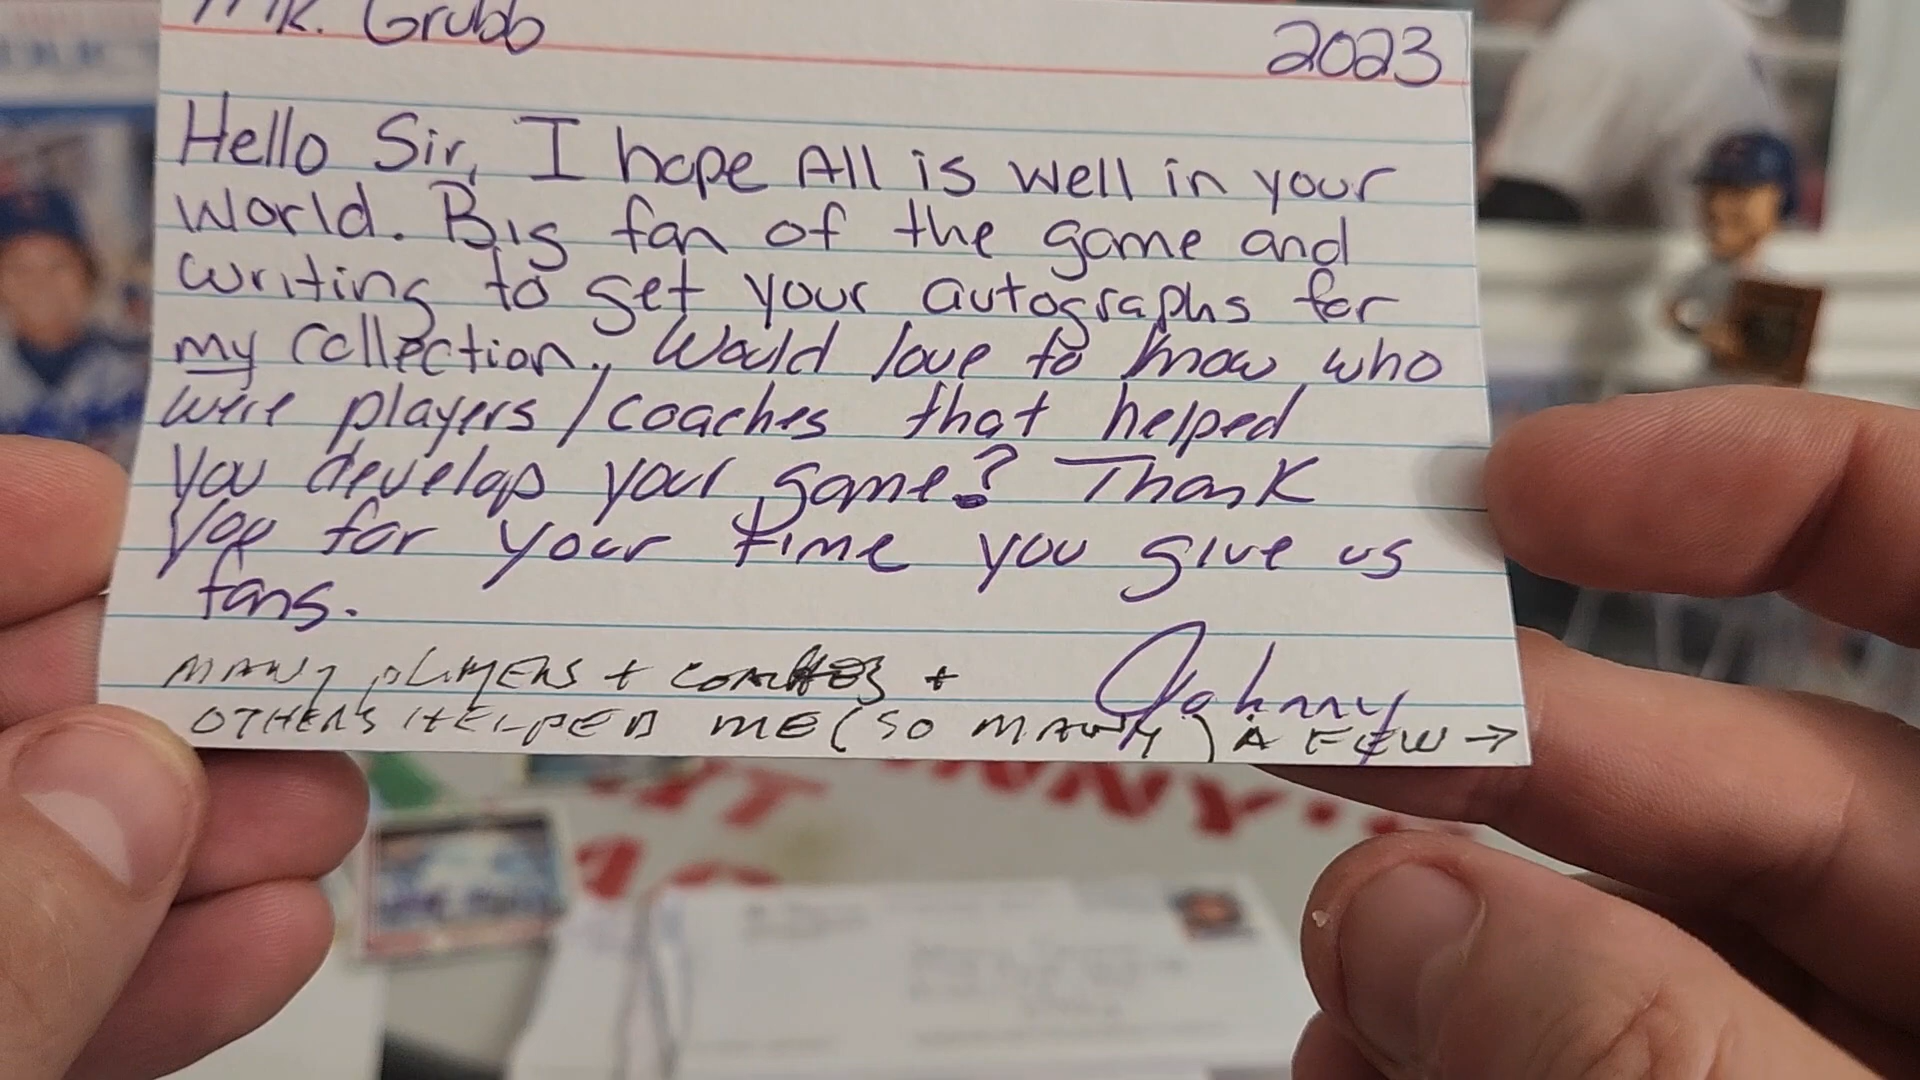 Mr. Grubb 2023
Hello Sir, I hope All is well in your
world. Big fan of the game and
writing to get your autographs for
my collection. Would love to know who
were players/coaches that helped
you develop your game? Thank
you for your time you give us
fans.
Johnny
MANY PLAYERS + COACHES +
OTHERS HELPED ME (SO MANY) A FEW →